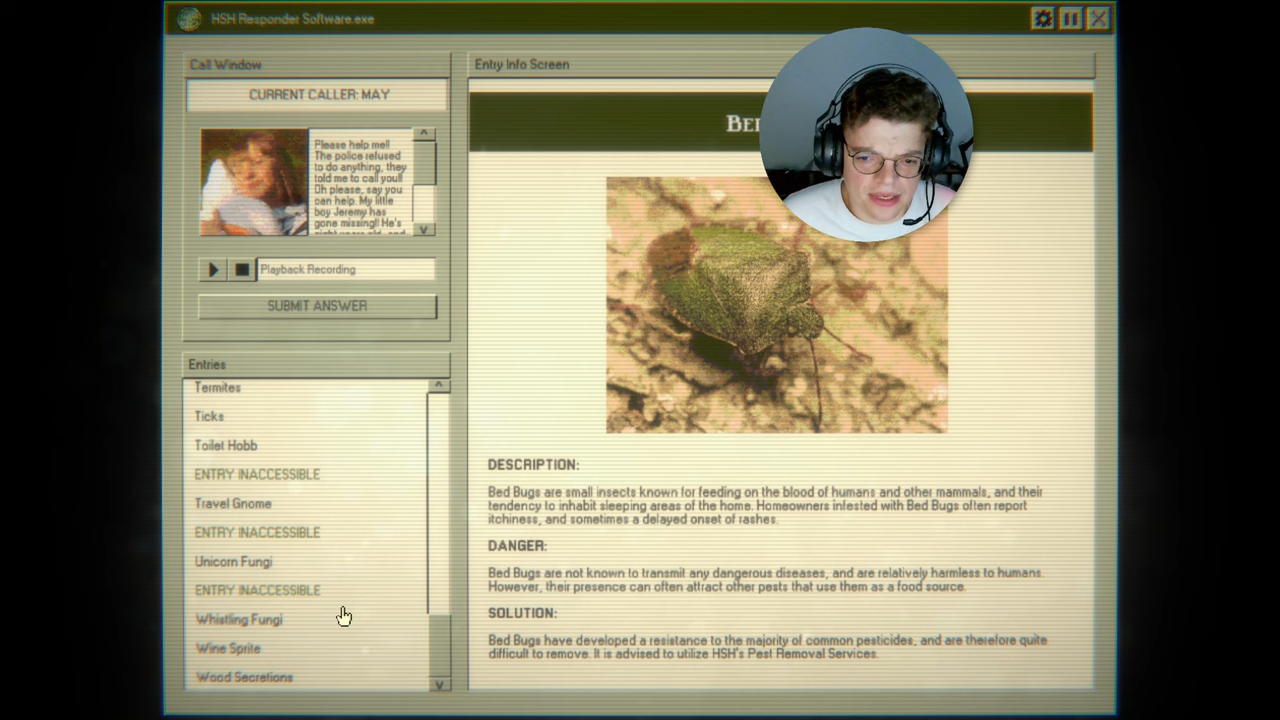 HSH Responder Software.exe
Call Window
CURRENT CALLER: MAY
Please help me!!
The police refused
to do anything, they
told me to call you!!
Oh please, say you
can help. My little
boy Jeremy has
gone missing!! He's
eight years old, and
Playback Recording
SUBMIT ANSWER
Entries
Termites
Ticks
Toilet Hobb
ENTRY INACCESSIBLE
Travel Gnome
ENTRY INACCESSIBLE
Unicorn Fungi
ENTRY INACCESSIBLE
Whistling Fungi
Wine Sprite
Wood Secretions
Entry Info Screen
DESCRIPTION:
Bed Bugs are small insects known for feeding on the blood of humans and other mammals, and their
tendency to inhabit sleeping areas of the home. Homeowners infested with Bed Bugs often report
itchiness, and sometimes a delayed onset of rashes.
DANGER:
Bed Bugs are not known to transmit any dangerous diseases, and are relatively harmless to humans.
However, their presence can often attract other pests that use them as a food source.
SOLUTION:
Bed Bugs have developed a resistance to the majority of common pesticides, and are therefore quite
difficult to remove. It is advised to utilize HSH's Pest Removal Services.